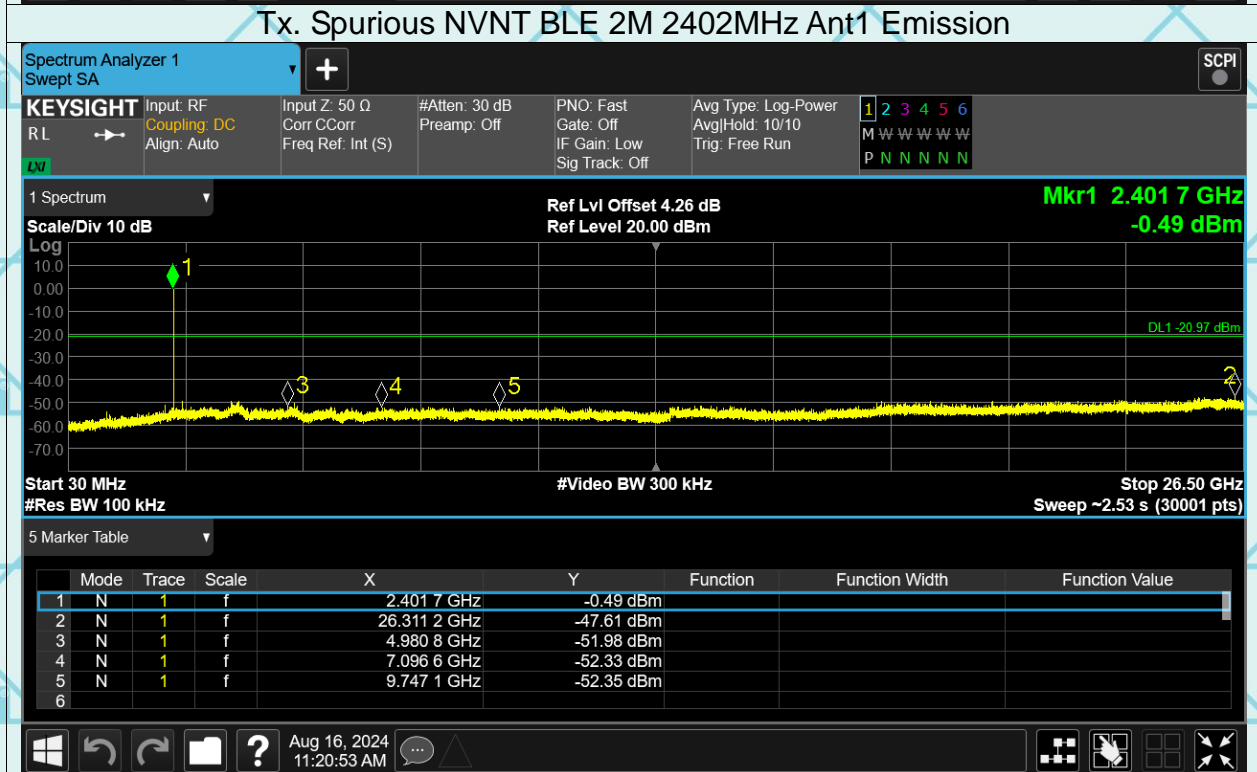 Tx. Spurious NVNT BLE 2M 2402MHz Ant1 Emission
Spectrum Analyzer 1
Swept SA
▼
+
SCPI
KEYSIGHT
R L
LXI
Input: RF
Coupling: DC
Align: Auto
Input Z: 50 Ω
Corr CCorr
Freq Ref: Int (S)
#Atten: 30 dB
Preamp: Off
PNO: Fast
Gate: Off
IF Gain: Low
Sig Track: Off
Avg Type: Log-Power
Avg|Hold: 10/10
Trig: Free Run
1 2 3 4 5 6
M W W W W W
P N N N N N
1 Spectrum ▼
Scale/Div 10 dB
Ref Lvl Offset 4.26 dB
Ref Level 20.00 dBm
Mkr1 2.401 7 GHz
-0.49 dBm
Log
10.0
0.00
-10.0
-20.0
-30.0
-40.0
-50.0
-60.0
-70.0
1
DL1 -20.97 dBm
3
4
5
2
Start 30 MHz
#Res BW 100 kHz
#Video BW 300 kHz
Stop 26.50 GHz
Sweep ~2.53 s (30001 pts)
5 Marker Table ▼
Mode Trace Scale X Y Function Function Width Function Value
1 N 1 f 2.401 7 GHz -0.49 dBm
2 N 1 f 26.311 2 GHz -47.61 dBm
3 N 1 f 4.980 8 GHz -51.98 dBm
4 N 1 f 7.096 6 GHz -52.33 dBm
5 N 1 f 9.747 1 GHz -52.35 dBm
6
?
Aug 16, 2024
11:20:53 AM